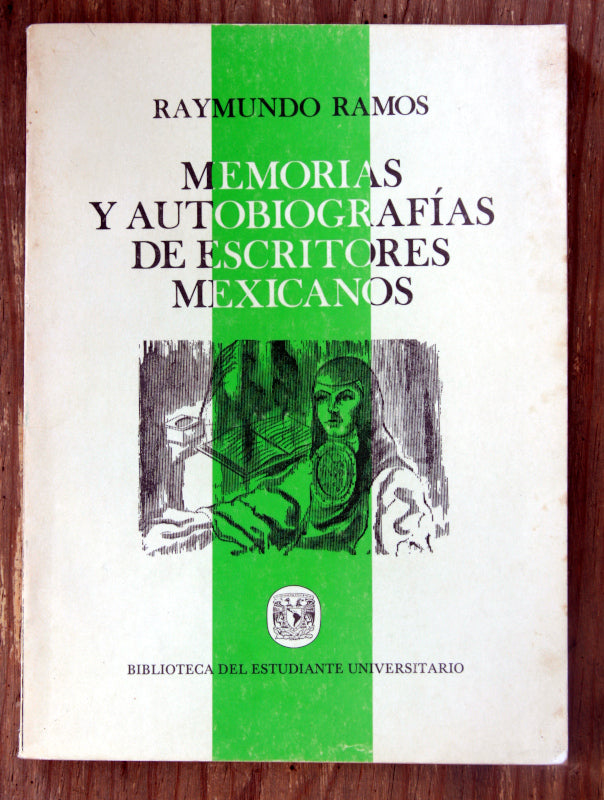 RAYMUNDO RAMOS
MEMORIAS
Y AUTOBIOGRAFÍAS
DE ESCRITORES
MEXICANOS
BIBLIOTECA DEL ESTUDIANTE UNIVERSITARIO